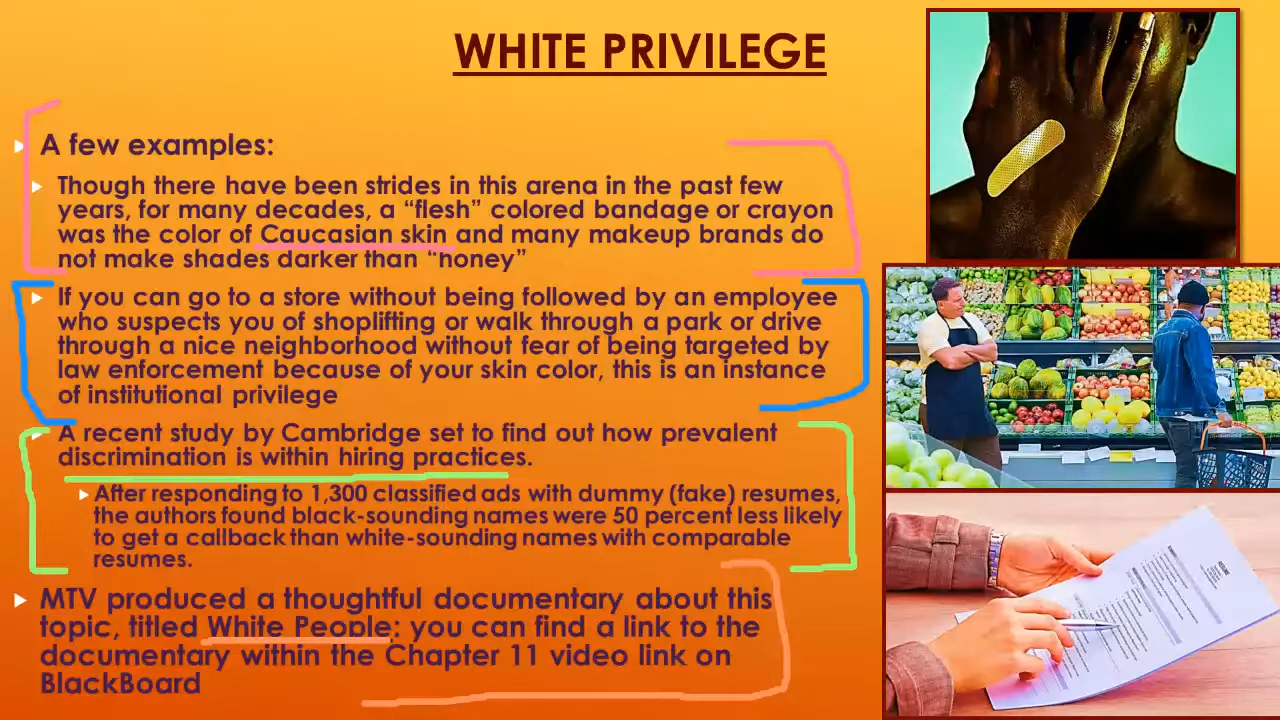 WHITE PRIVILEGE
A few examples:
Though there have been strides in this arena in the past few
years, for many decades, a “flesh” colored bandage or crayon
was the color of Caucasian skin and many makeup brands do
not make shades darker than “honey”
If you can go to a store without being followed by an employee
who suspects you of shoplifting or walk through a park or drive
through a nice neighborhood without fear of being targeted by
law enforcement because of your skin color, this is an instance
of institutional privilege
A recent study by Cambridge set to find out how prevalent
discrimination is within hiring practices.
After responding to 1,300 classified ads with dummy (fake) resumes,
the authors found black-sounding names were 50 percent less likely
to get a callback than white-sounding names with comparable
resumes.
MTV produced a thoughtful documentary about this
topic, titled White People: you can find a link to the
documentary within the Chapter 11 video link on
BlackBoard